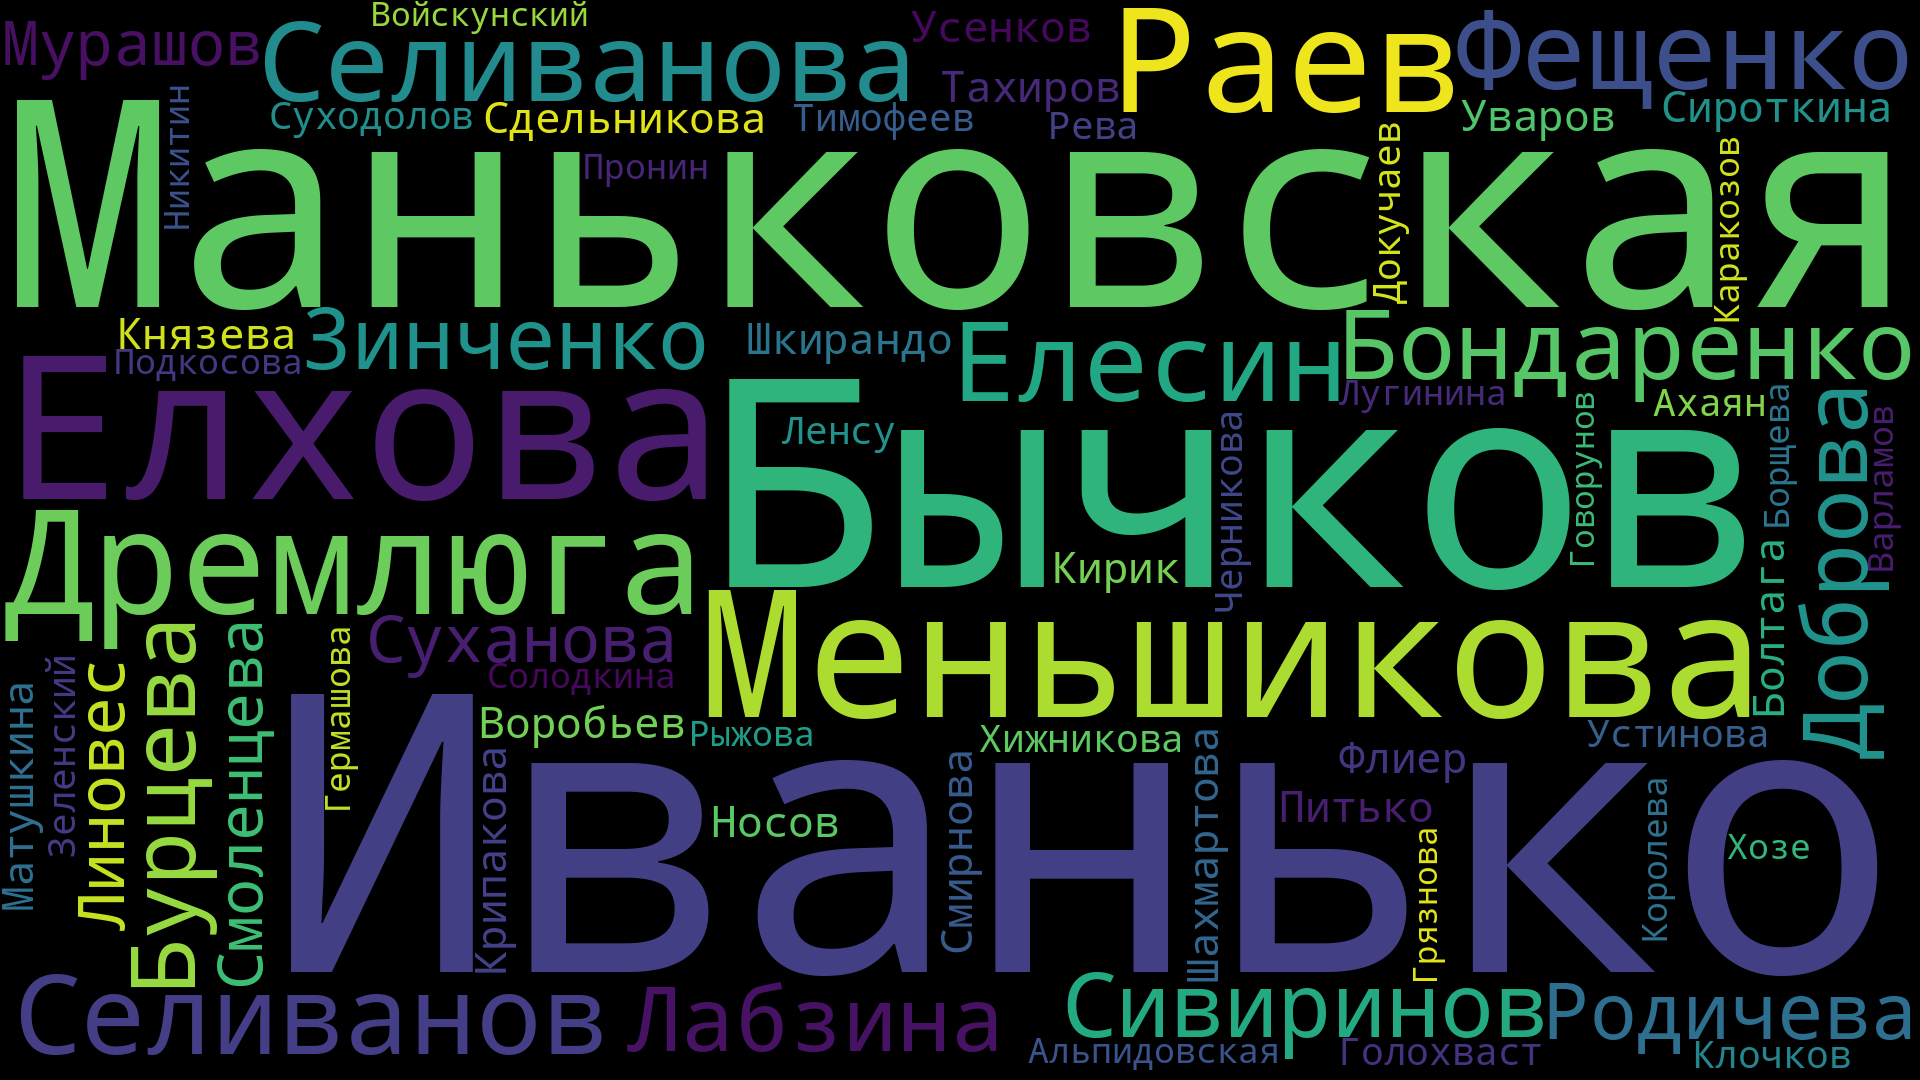 Войскунский
Мурашов
Селиванова
Усенков
Раев
Фещенко
Тахиров
Суходолов
Сдельникова
Тимофеев
Рева
Уваров
Сироткина
Никитин
Пронин
Маньковская
Докучаев
Каракозов
Князева
Подкосова
Зинченко
Шкирандо
Елесин
Бондаренко
Лугинина
Ахаян
Елхова
Ленсу
Бычков
Черникова
Говорунов
Борщева
Доброва
Варламов
Дремлюга
Кирик
Болтага
Суханова
Солодкина
Меньшикова
Матушкина
Зеленский
Линовес
Бурцева
Смоленцева
Гермашова
Воробьев
Рыжова
Хижникова
Флиер
Устинова
Крипакова
Носов
Иванько
Смирнова
Шахмартова
Питько
Грязнова
Королева
Хозе
Селиванов
Лабзина
Сивиринов
Родичева
Альпидовская
Голохваст
Клочков